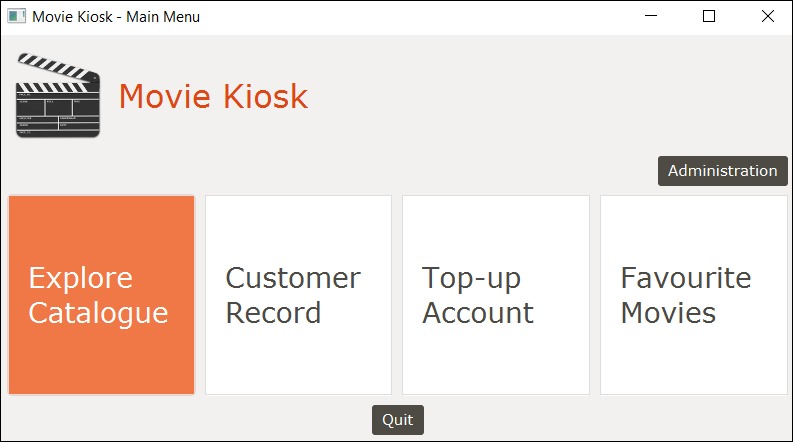 Movie Kiosk - Main Menu
Movie Kiosk
Administration
Explore
Catalogue
Customer
Record
Top-up
Account
Favourite
Movies
Quit